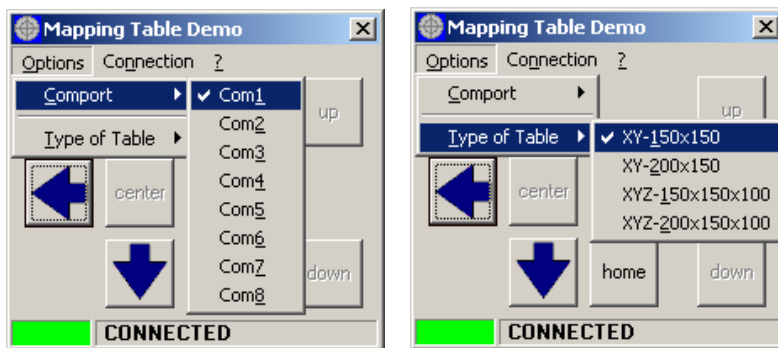 Mapping Table Demo
Options Connection ?
Comport
Com1
Com2
Com3
Com4
Com5
Com6
Com7
Com8
Type of Table
up
center
down
CONNECTED
Mapping Table Demo
Options Connection ?
Comport
Type of Table
up
XY-150x150
XY-200x150
XYZ-150x150x100
XYZ-200x150x100
center
home
down
CONNECTED